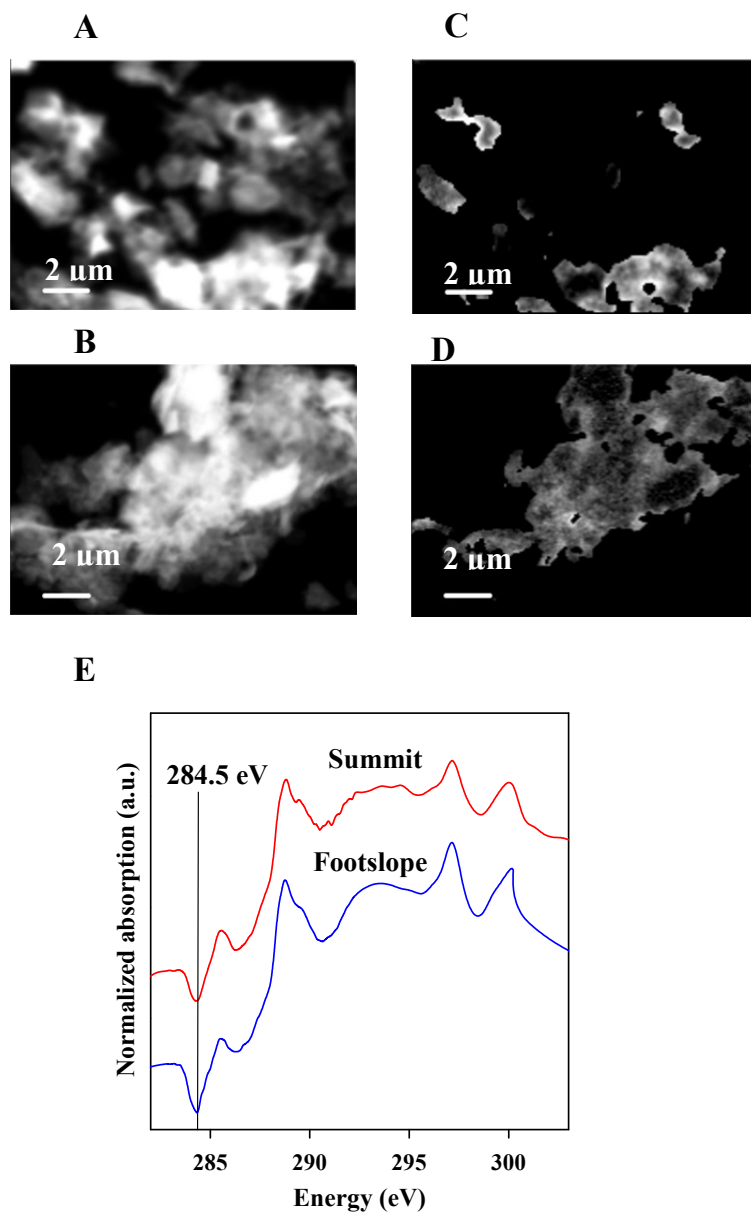 A
C
2 µm
2 µm
B
D
2 µm
2 µm
E
284.5 eV
Summit
Footslope
Normalized absorption (a.u.)
285
290
295
300
Energy (eV)